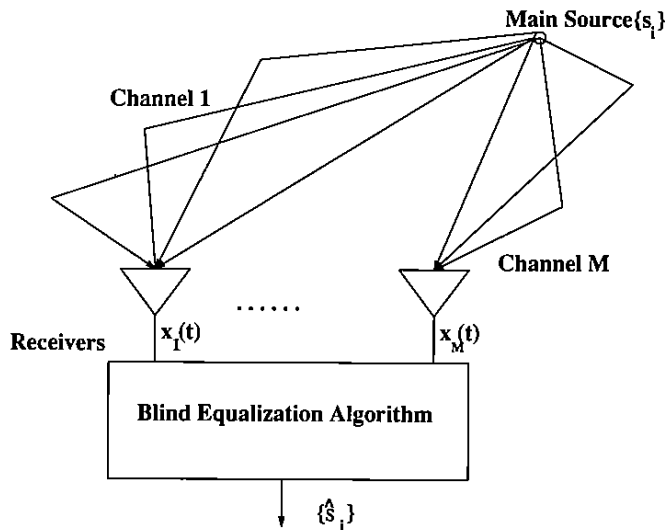 Main Source{s_i}
Channel 1
Channel M
......
Receivers
x_1(t)
x_M(t)
Blind Equalization Algorithm
{ŝ_i}